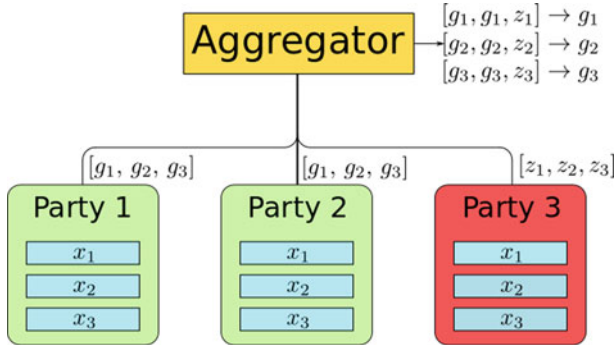 Aggregator
[g₁, g₁, z₁] → g₁
[g₂, g₂, z₂] → g₂
[g₃, g₃, z₃] → g₃
[g₁, g₂, g₃]
[g₁, g₂, g₃]
[z₁, z₂, z₃]
Party 1
Party 2
Party 3
x₁
x₁
x₁
x₂
x₂
x₂
x₃
x₃
x₃